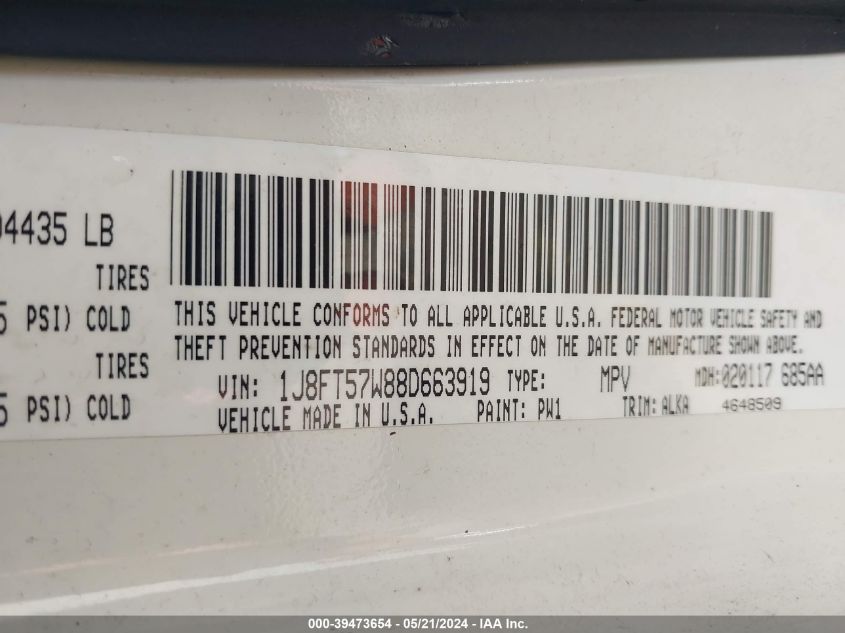 04435 LB
TIRES
5 PSI) COLD
TIRES
5 PSI) COLD
THIS VEHICLE CONFORMS TO ALL APPLICABLE U.S.A. FEDERAL MOTOR VEHICLE SAFETY AND
THEFT PREVENTION STANDARDS IN EFFECT ON THE DATE OF MANUFACTURE SHOWN ABOVE.
VIN: 1J8FT57W88D663919 TYPE: MPV MDH:020117 685AA
VEHICLE MADE IN U.S.A. PAINT: PW1 TRIM: ALKA 4648509
000-39473654 - 05/21/2024 - IAA Inc.